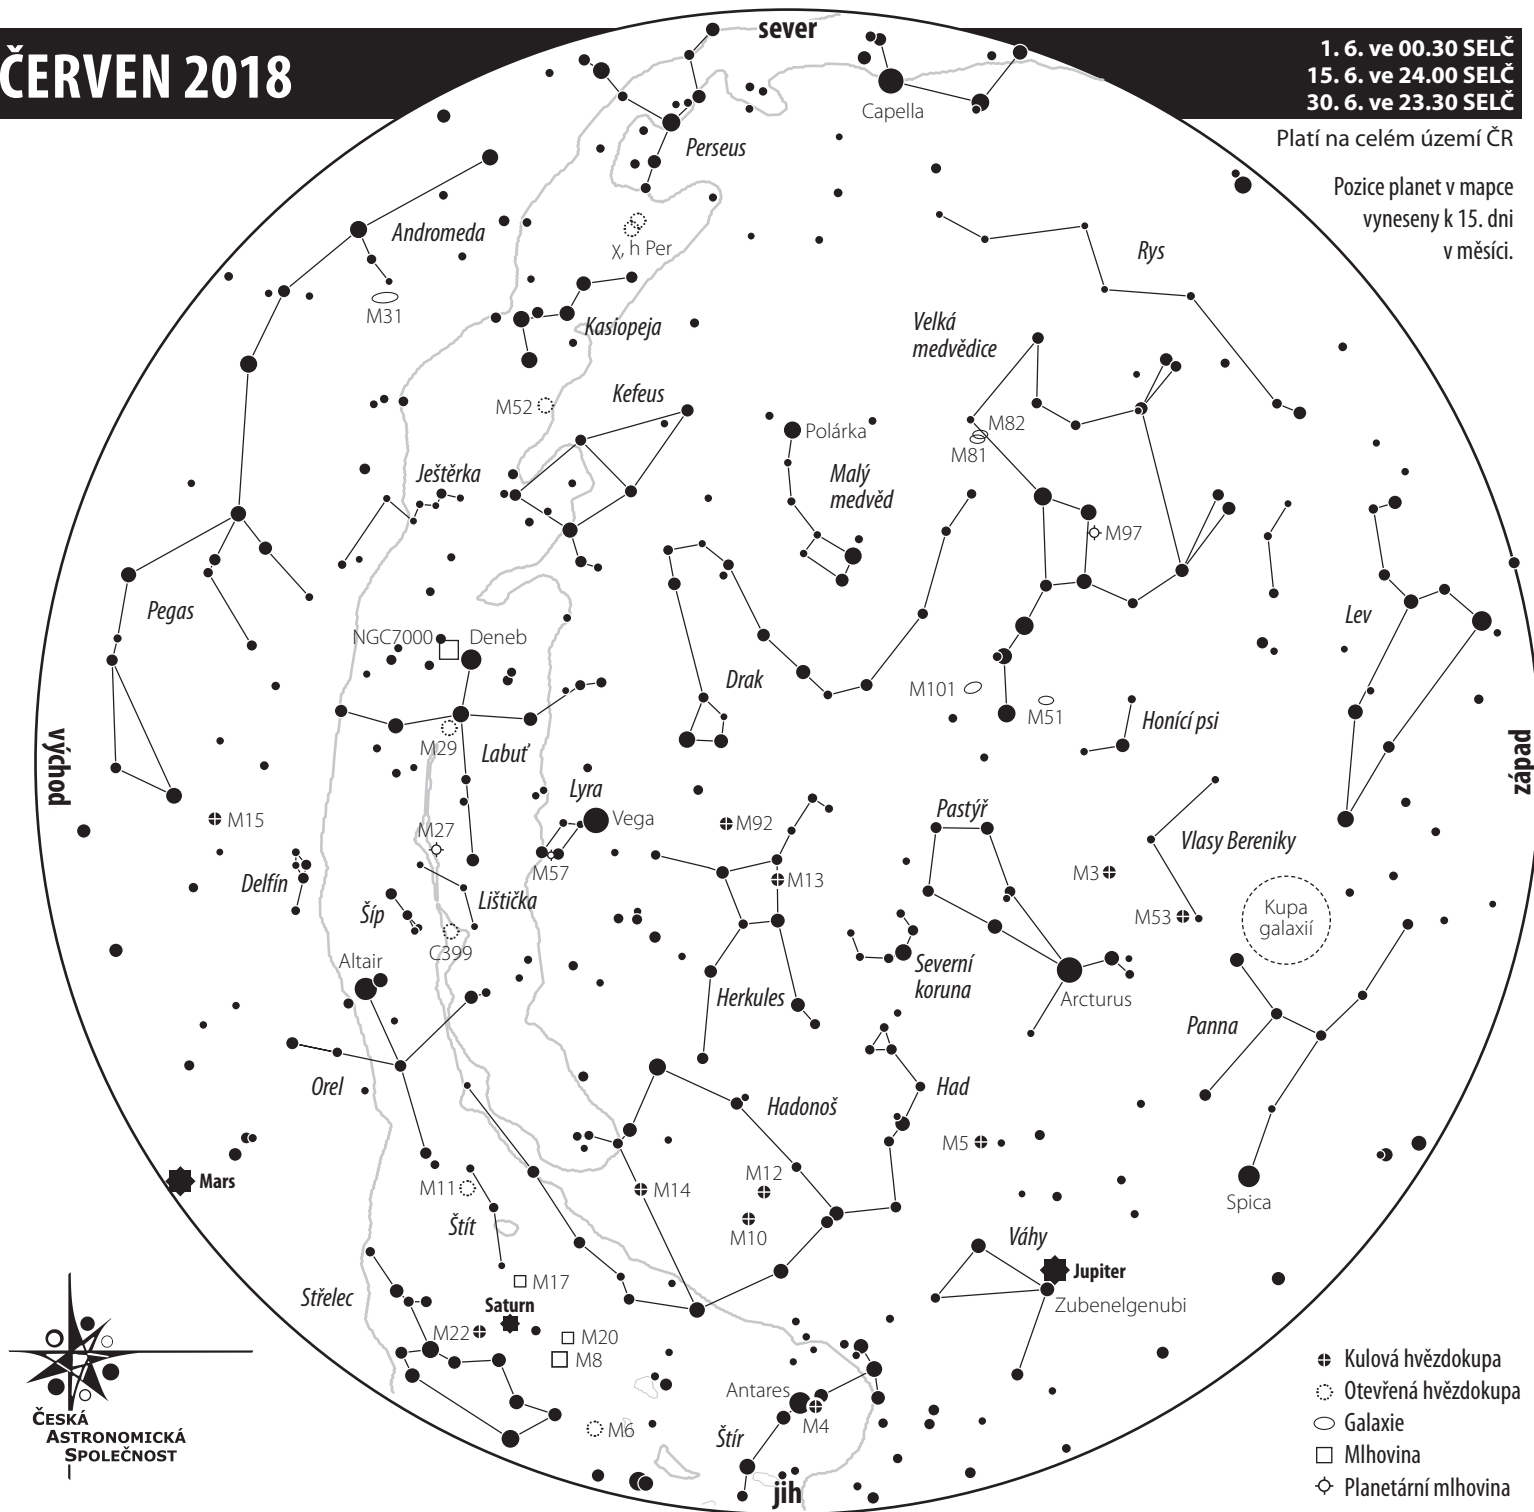 ČERVEN 2018
sever
1. 6. ve 00.30 SELČ
15. 6. ve 24.00 SELČ
30. 6. ve 23.30 SELČ
Platí na celém území ČR
Pozice planet v mapce
vyneseny k 15. dni
v měsíci.
Capella
Perseus
Andromeda
χ, h Per
Rys
M31
Kasiopeja
Velká
medvědice
M52
Kefeus
Polárka
M82
M81
Ještěrka
Malý
medvěd
M97
Pegas
Lev
NGC7000
Deneb
Drak
M101
M51
Honící psi
M29
Labuť
východ
západ
Lyra
Vega
M15
M27
M92
Pastýř
Vlasy Bereniky
M57
M13
M3
Delfín
Šíp
Lištička
M53
Kupa
galaxií
C399
Altair
Severní
koruna
Herkules
Arcturus
Panna
Orel
Hadonoš
Had
M5
Mars
M11
M14
M12
Spica
Štít
M10
Váhy
Jupiter
M17
Střelec
Saturn
Zubenelgenubi
M22
M20
M8
Antares
M4
M6
Štír
jih
ČESKÁ
ASTRONOMICKÁ
SPOLEČNOST
Kulová hvězdokupa
Otevřená hvězdokupa
Galaxie
Mlhovina
Planetární mlhovina